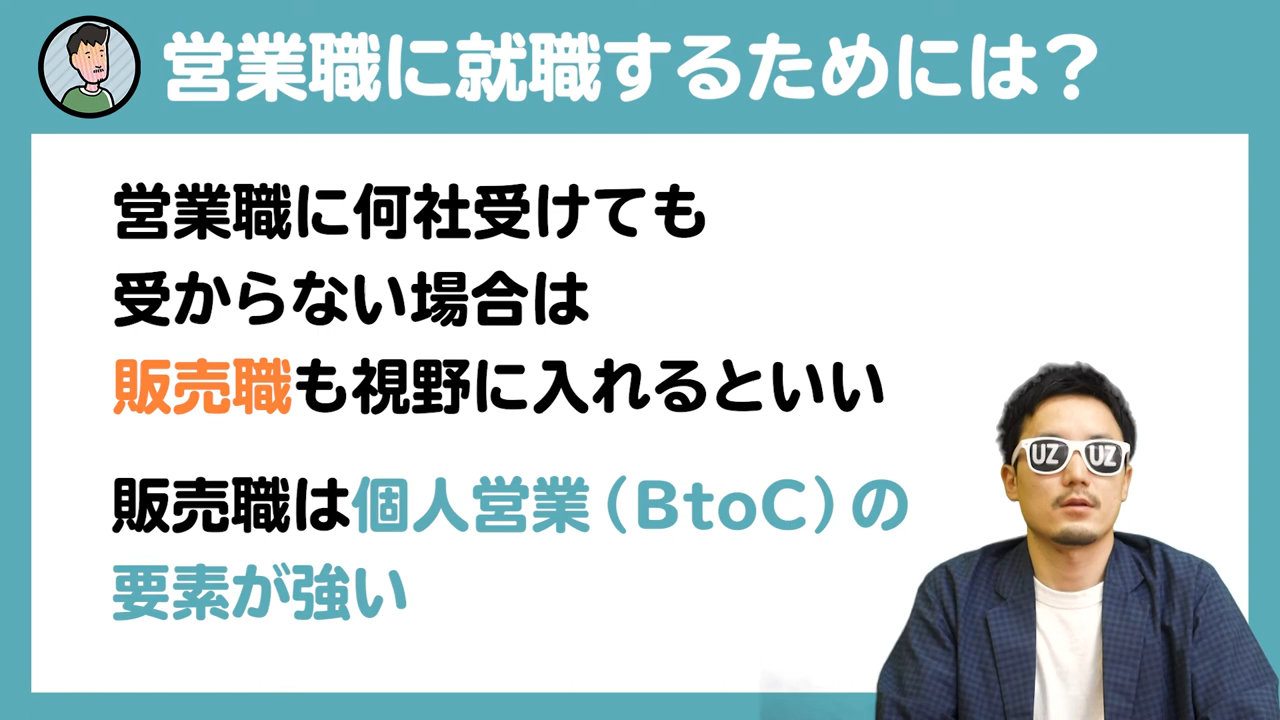 営業職に就職するためには？
営業職に何社受けても
受からない場合は
販売職も視野に入れるといい
販売職は個人営業（BtoC）の
要素が強い
UZ UZ